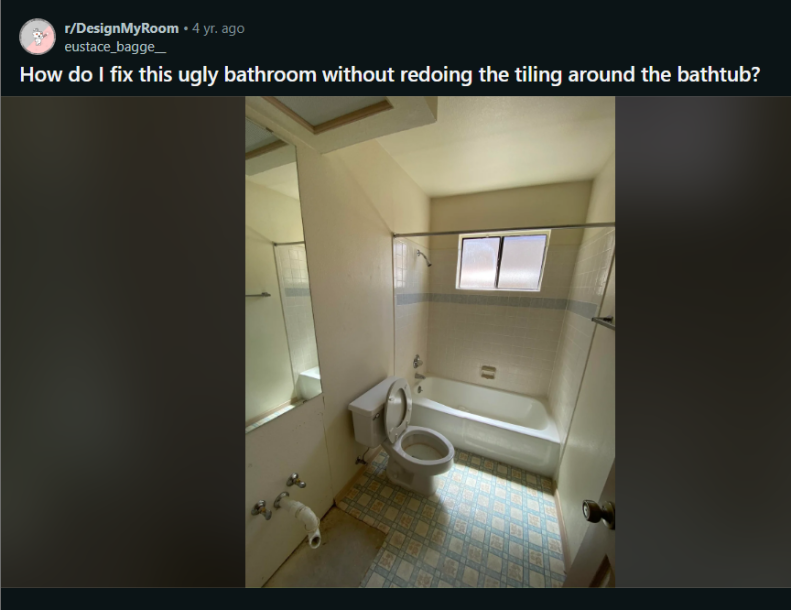 r/DesignMyRoom • 4 yr. ago
eustace_bagge__
How do I fix this ugly bathroom without redoing the tiling around the bathtub?